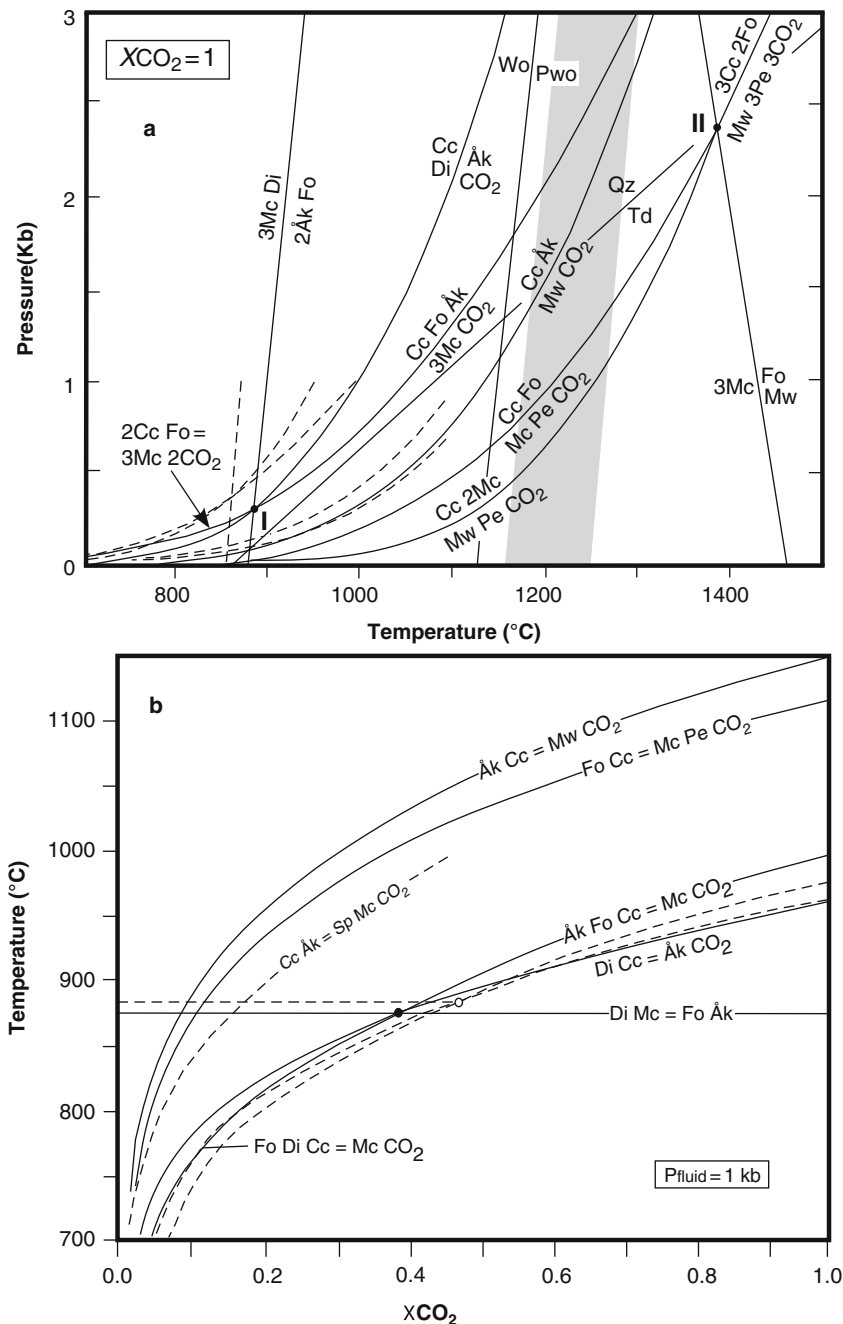 3
XCO2=1
a
Wo
Pwo
II
3Cc 2Fo
Mw 3Pe 3CO2
Cc
Di
Åk
CO2
3Mc Di
2Åk Fo
2
Qz
Td
Pressure(Kb)
Cc Åk
Mw CO2
Cc Fo Åk
3Mc CO2
1
Cc Fo
Mc Pe CO2
3Mc
Fo
Mw
2Cc Fo =
3Mc 2CO2
Cc 2Mc
Mw Pe CO2
I
0
800
1000
1200
1400
Temperature (°C)
b
1100
Åk Cc = Mw CO2
Fo Cc = Mc Pe CO2
1000
Cc Åk = Sp Mc CO2
Åk Fo Cc = Mc CO2
Di Cc = Åk CO2
Temperature (°C)
900
Di Mc = Fo Åk
800
Fo Di Cc = Mc CO2
Pfluid = 1 kb
700
0.0
0.2
0.4
0.6
0.8
1.0
XCO2